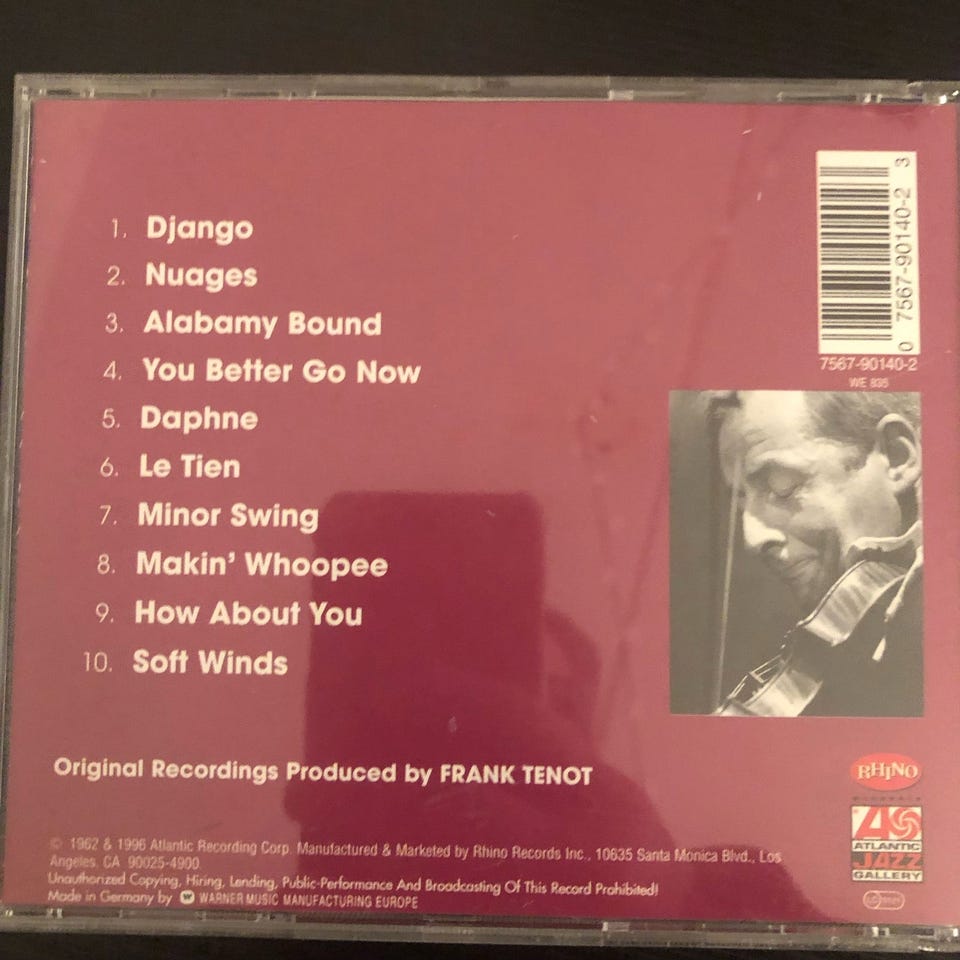 1. Django
2. Nuages
3. Alabamy Bound
4. You Better Go Now
5. Daphne
6. Le Tien
7. Minor Swing
8. Makin' Whoopee
9. How About You
10. Soft Winds
0 7567-90140-2 3
7567-90140-2
WE 835
Original Recordings Produced by FRANK TENOT
RHINO
ATLANTIC
JAZZ
GALLERY
© 1962 & 1996 Atlantic Recording Corp. Manufactured & Marketed by Rhino Records Inc., 10635 Santa Monica Blvd., Los
Angeles, CA 90025-4900
Unauthorized Copying, Hiring, Lending, Public-Performance And Broadcasting Of This Record Prohibited!
Made in Germany by WARNER MUSIC MANUFACTURING EUROPE